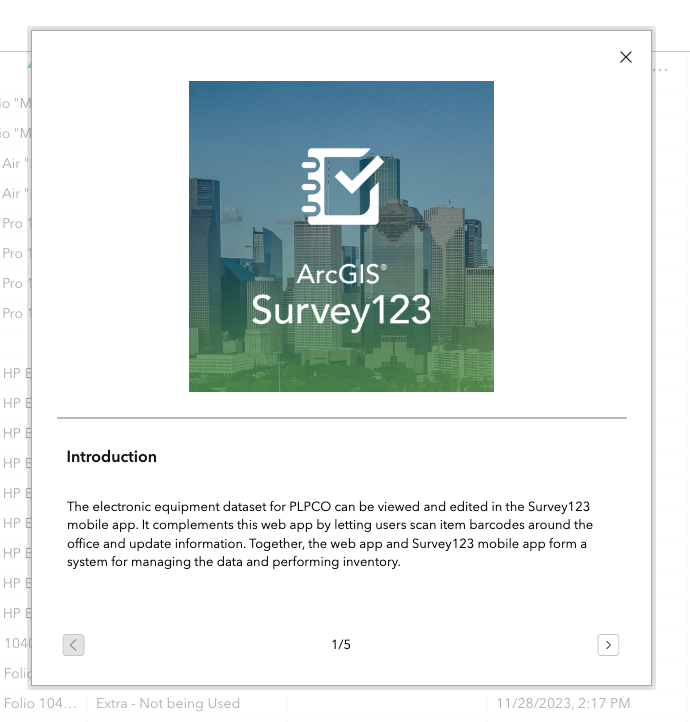 ...
io "M
io "M
Air "
Air "
Pro 1
Pro 1
Pro 1
Pro 1
HP E
HP E
HP E
HP E
HP E
HP E
HP E
HP E
HP E
1040
Folio
ArcGIS®
Survey123
Introduction
The electronic equipment dataset for PLPCO can be viewed and edited in the Survey123
mobile app. It complements this web app by letting users scan item barcodes around the
office and update information. Together, the web app and Survey123 mobile app form a
system for managing the data and performing inventory.
1/5
Folio 104... Extra - Not being Used 11/28/2023, 2:17 PM